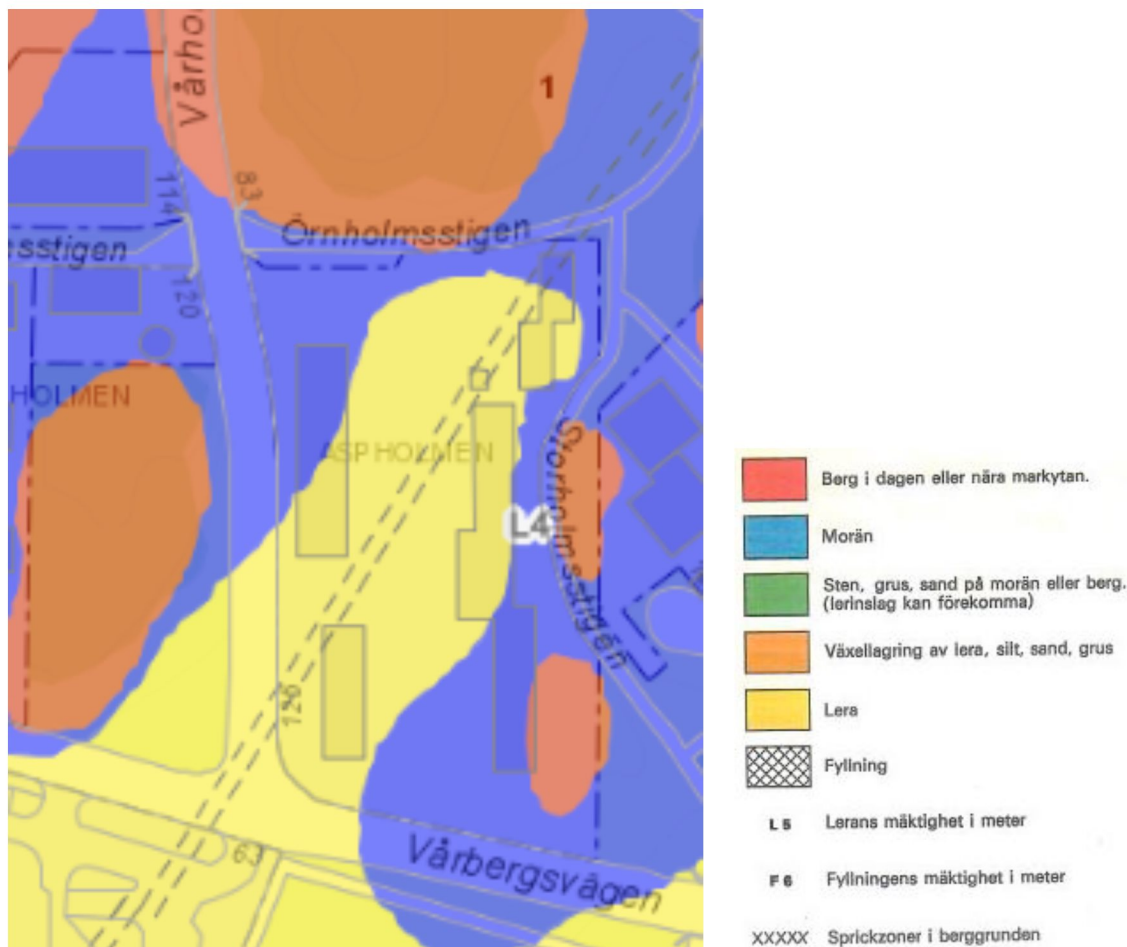 Vårho
1
114
83
Örnholmsstigen
sstigen
120
HOLMEN
ASPHOLMEN
Storholmsstigen
L4
126
63
Vårbergsvägen
Berg i dagen eller nära markytan.
Morän
Sten, grus, sand på morän eller berg.
(lerinslag kan förekomma)
Växellagring av lera, silt, sand, grus
Lera
Fyllning
L 5 Lerans mäktighet i meter
F 6 Fyllningens mäktighet i meter
XXXXX Sprickzoner i berggrunden